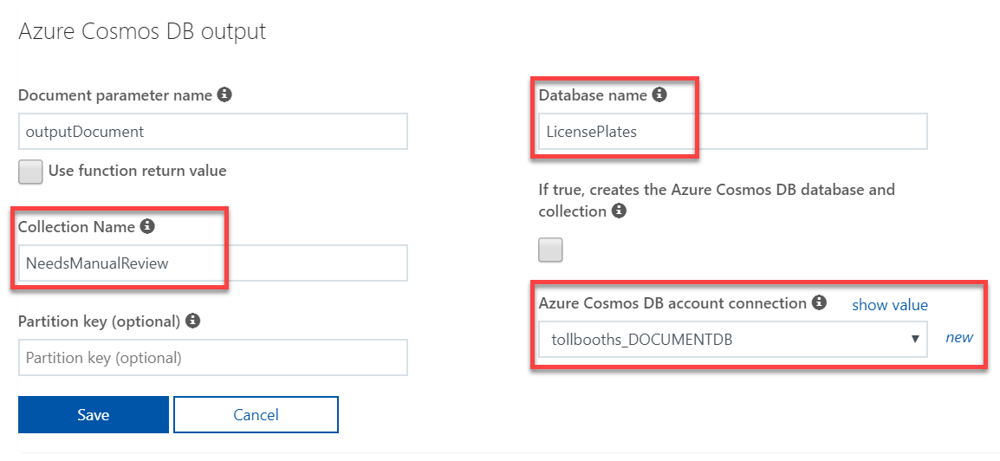 Azure Cosmos DB output
Document parameter name
outputDocument
Use function return value
Collection Name
NeedsManualReview
Partition key (optional)
Partition key (optional)
Save
Cancel
Database name
LicensePlates
If true, creates the Azure Cosmos DB database and
collection
Azure Cosmos DB account connection
show value
tollbooths_DOCUMENTDB
new